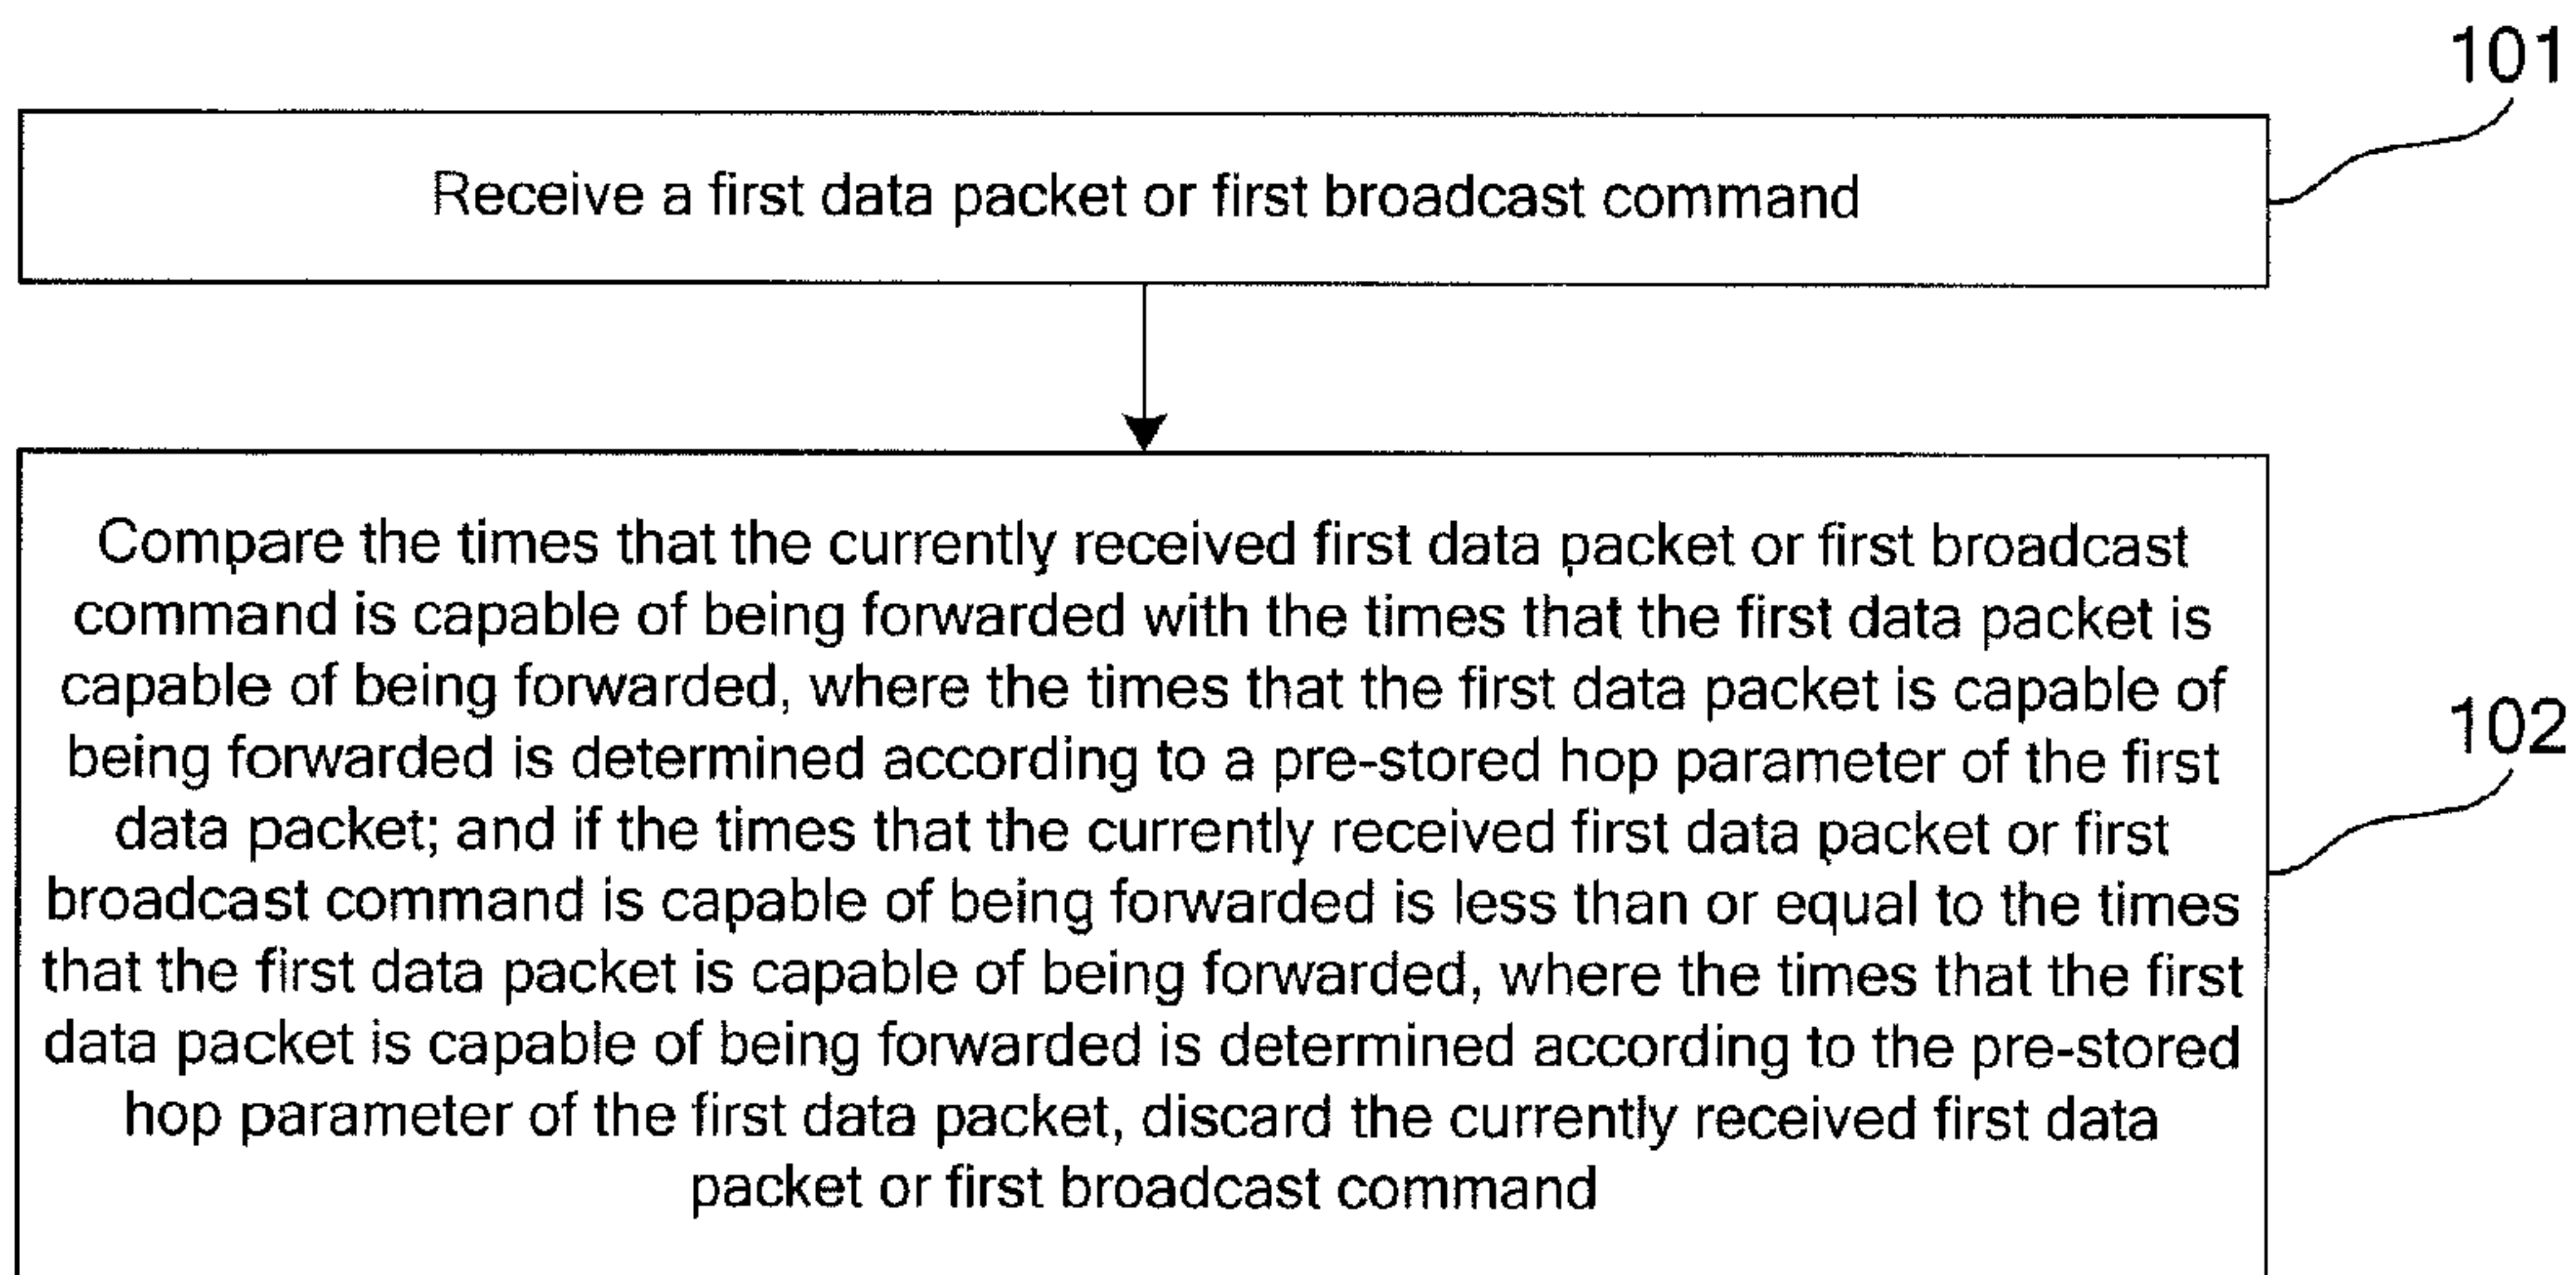 101
Receive a first data packet or first broadcast command
Compare the times that the currently received first data packet or first broadcast
command is capable of being forwarded with the times that the first data packet is
capable of being forwarded, where the times that the first data packet is capable of
being forwarded is determined according to a pre-stored hop parameter of the first
data packet; and if the times that the currently received first data packet or first
broadcast command is capable of being forwarded is less than or equal to the times
that the first data packet is capable of being forwarded, where the times that the first
data packet is capable of being forwarded is determined according to the pre-stored
hop parameter of the first data packet, discard the currently received first data
packet or first broadcast command
102